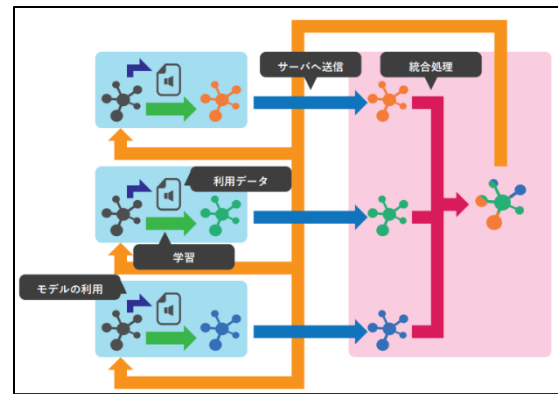 サーバへ送信
統合処理
利用データ
学習
モデルの利用